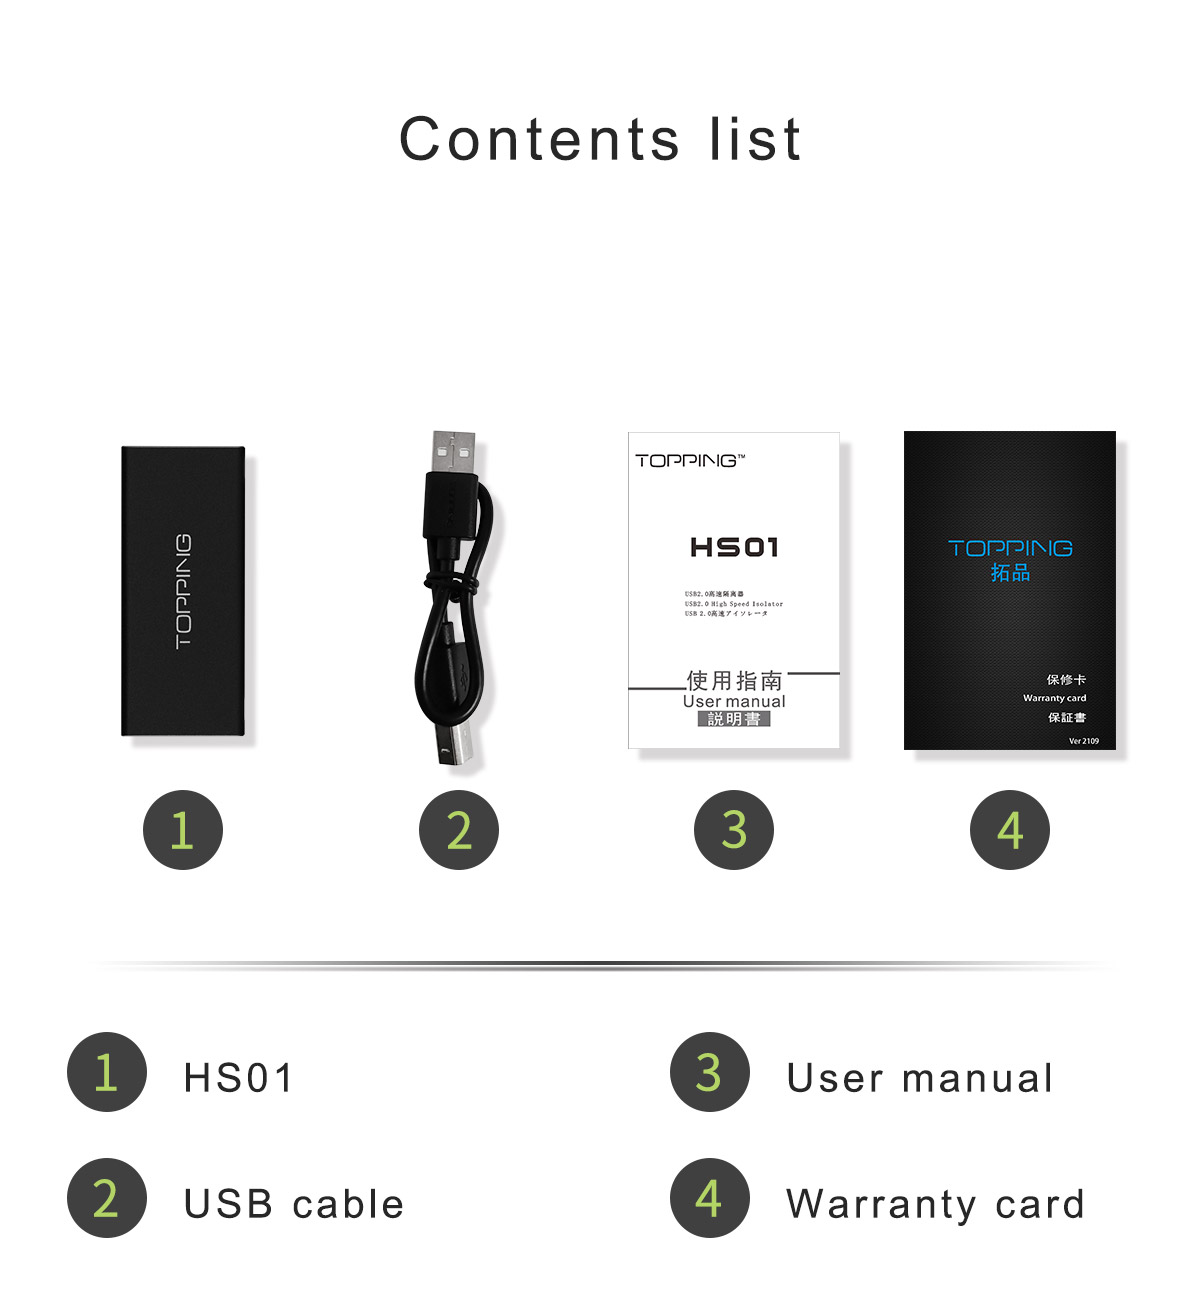 Contents list
TOPPING
TOPPING™
HS01
USB2.0高速隔离器
USB2.0 High Speed Isolator
USB 2.0高速アイソレータ
使用指南
User manual
説明書
TOPPING
拓品
保修卡
Warranty card
保証書
Ver 2109
1
2
3
4
1 HS01
3 User manual
2 USB cable
4 Warranty card